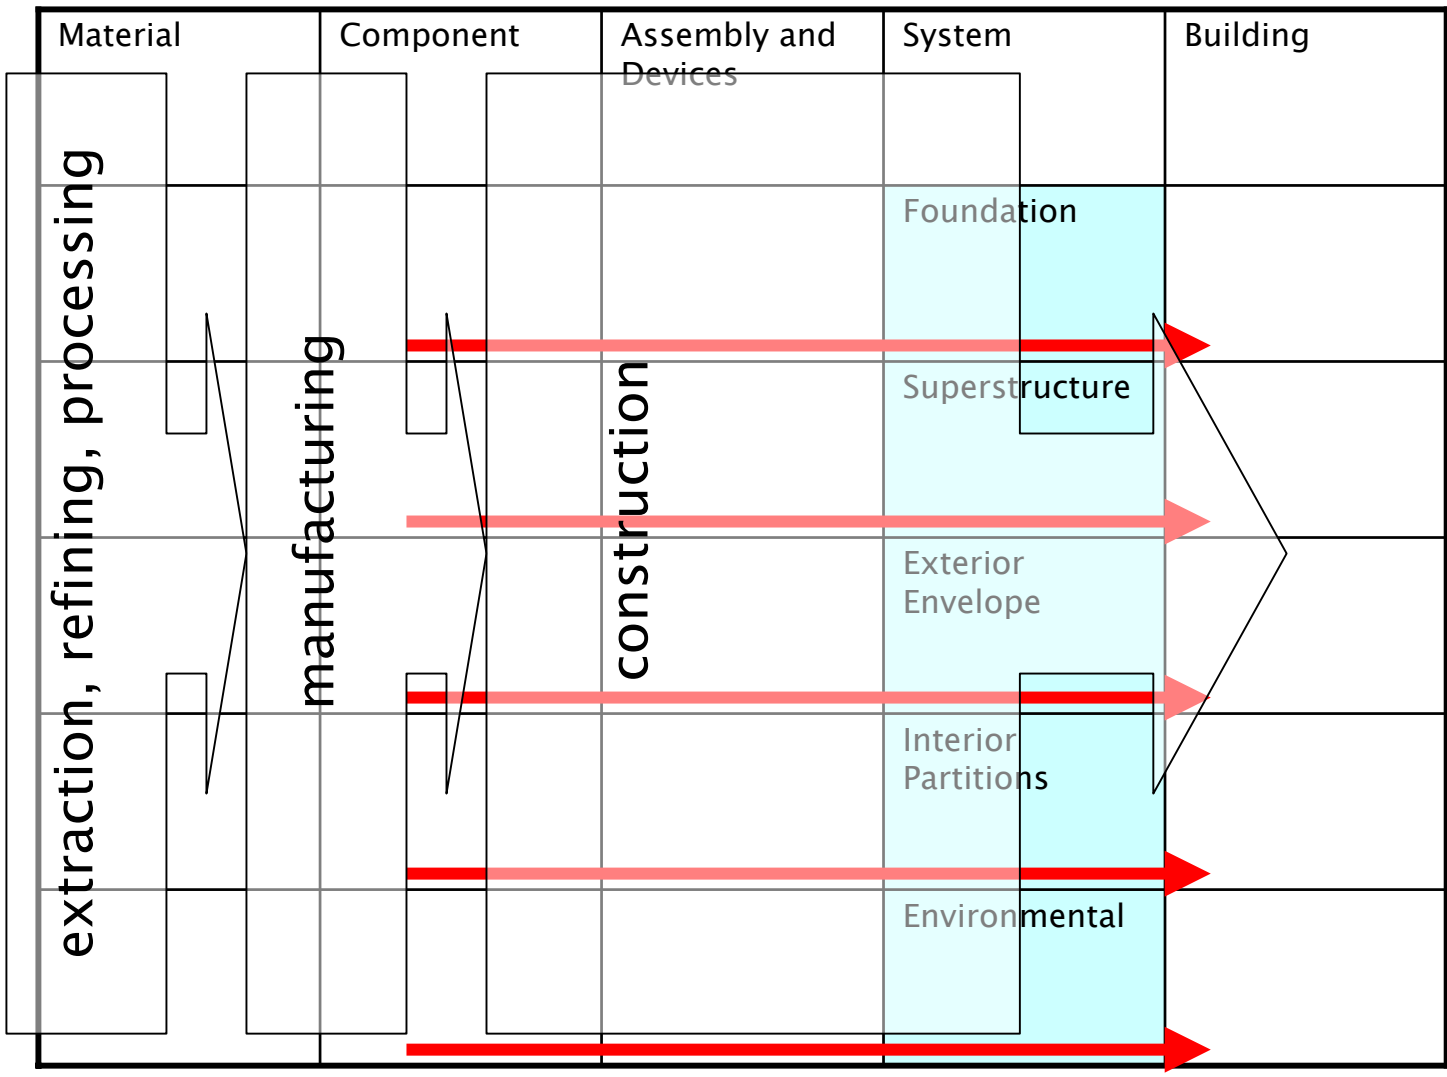 Material
Component
Assembly and
Devices
System
Building
extraction, refining, processing
manufacturing
construction
Foundation
Superstructure
Exterior
Envelope
Interior
Partitions
Environmental